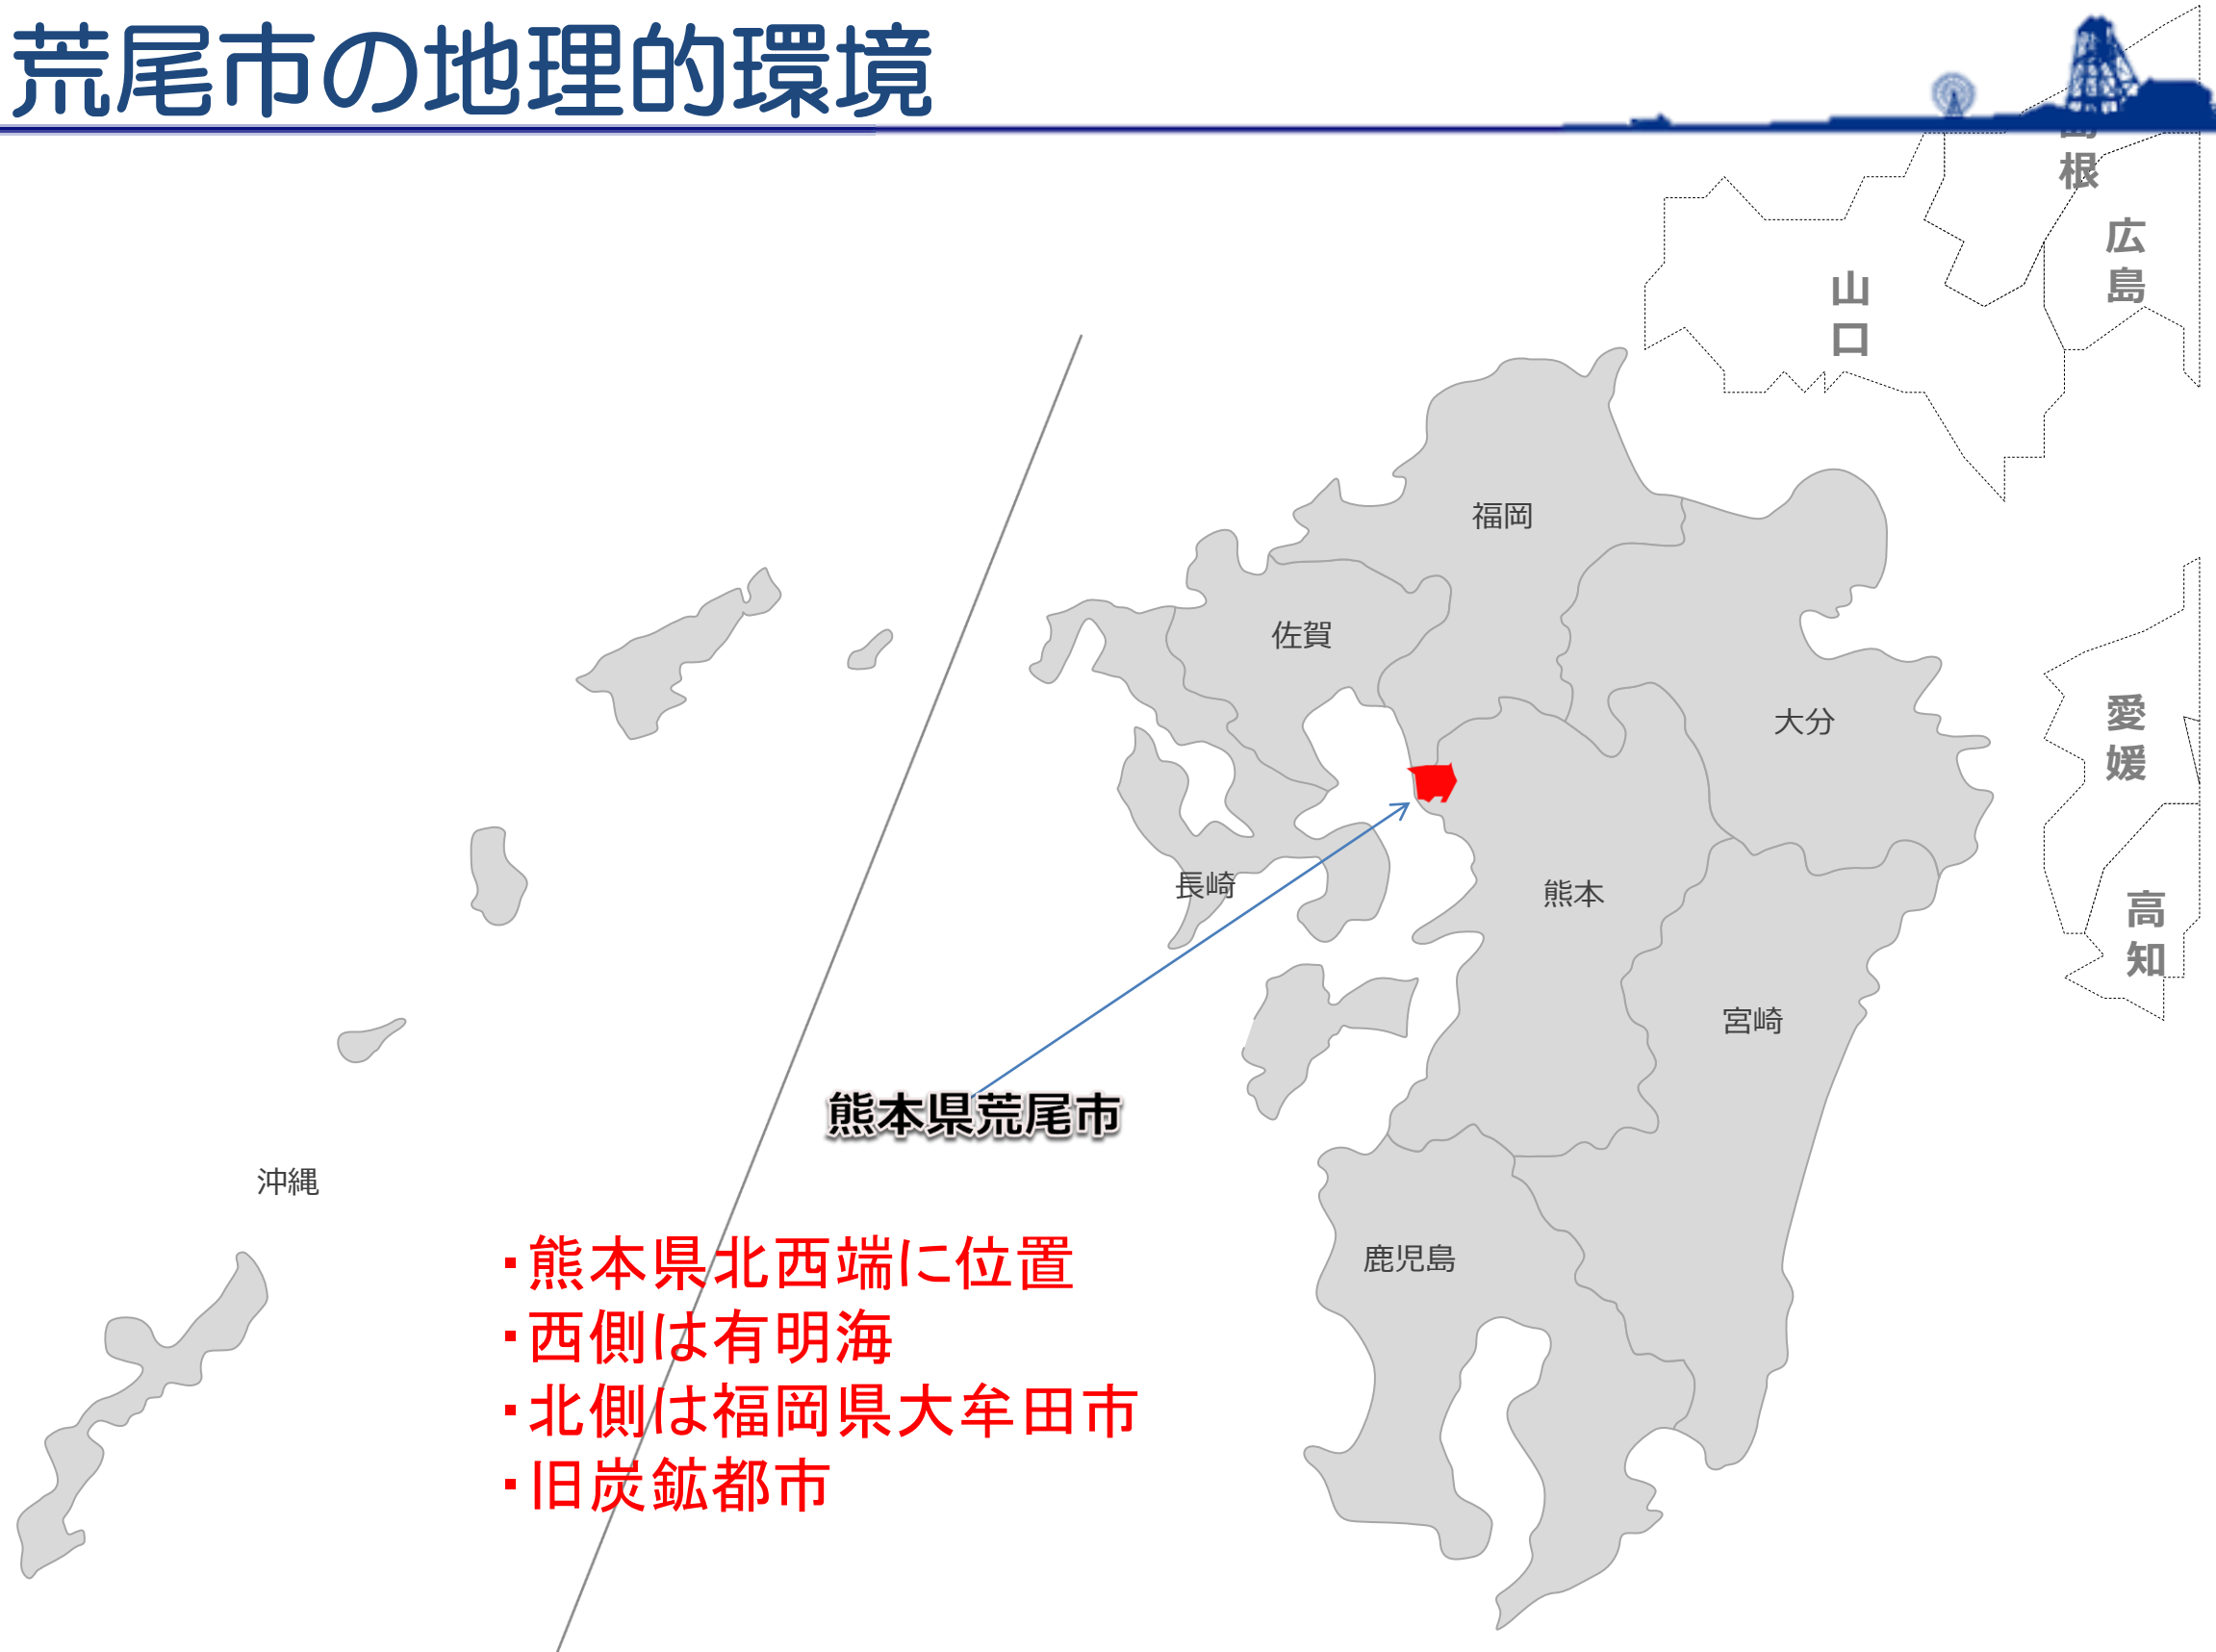 荒尾市の地理的環境
島根
広島
山口
福岡
佐賀
大分
愛媛
長崎
熊本
高知
宮崎
熊本県荒尾市
沖縄
鹿児島
・熊本県北西端に位置
・西側は有明海
・北側は福岡県大牟田市
・旧炭鉱都市